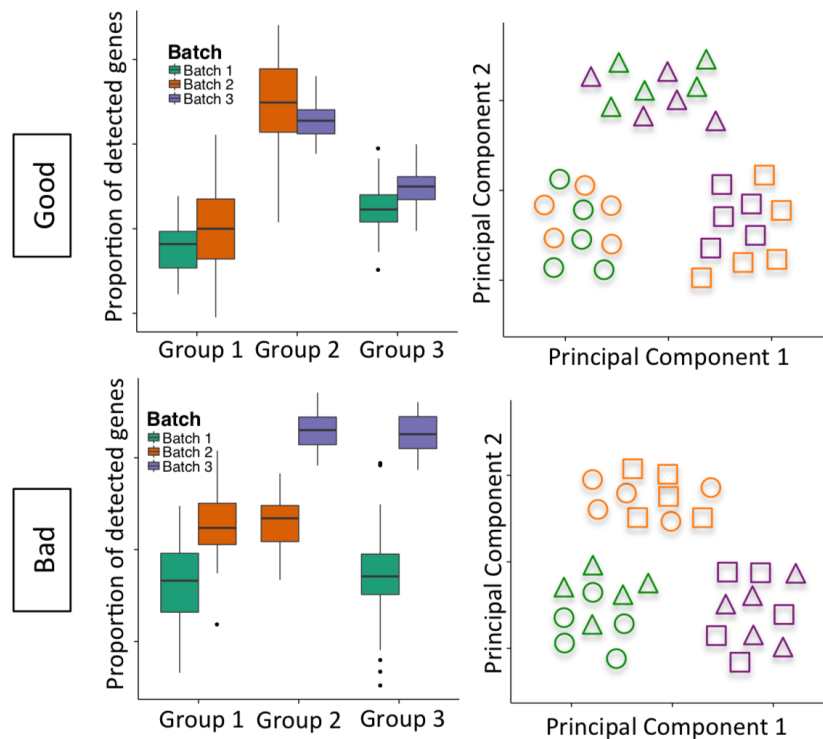 Good
Proportion of detected genes
Batch
Batch 1
Batch 2
Batch 3
Group 1 Group 2 Group 3
Principal Component 2
Principal Component 1
Bad
Proportion of detected genes
Batch
Batch 1
Batch 2
Batch 3
Group 1 Group 2 Group 3
Principal Component 2
Principal Component 1